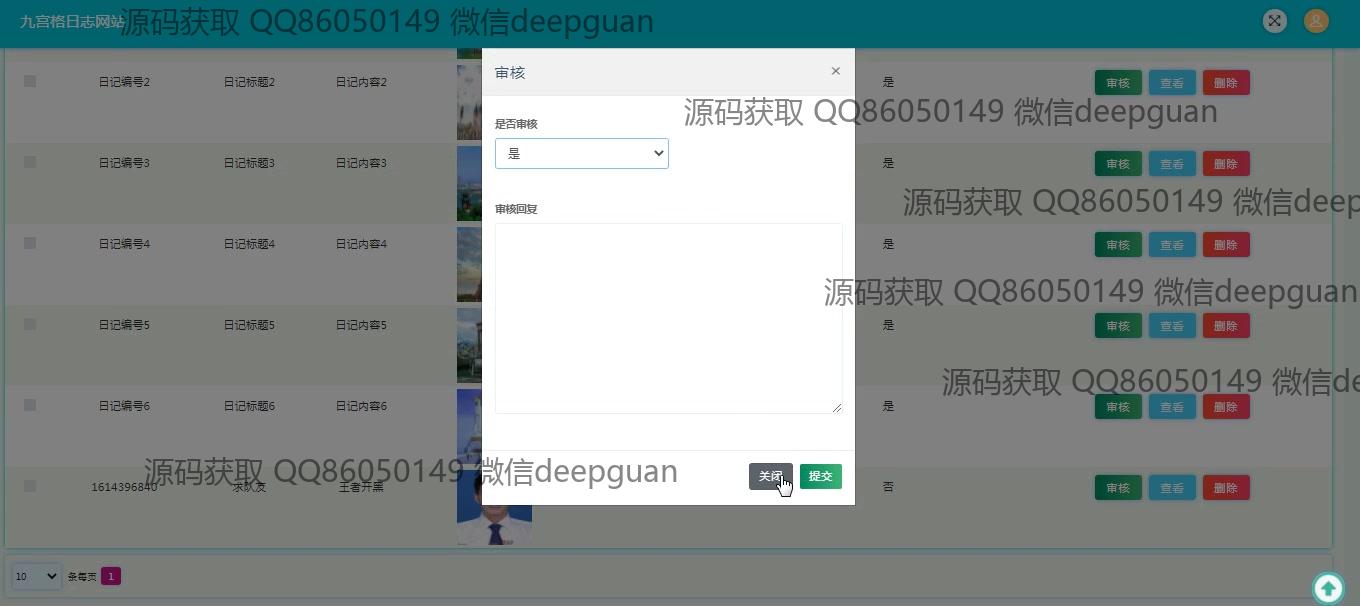 九宫格日志网站
源码获取 QQ86050149 微信deepguan
日记编号2 日记标题2 日记内容2 是 审核 查看 删除
审核 ×
源码获取 QQ86050149 微信deepguan
是否审核
是
日记编号3 日记标题3 日记内容3 是 审核 查看 删除
源码获取 QQ86050149 微信deep
审核回复
日记编号4 日记标题4 日记内容4 是 审核 查看 删除
源码获取 QQ86050149 微信deepguan
日记编号5 日记标题5 日记内容5 是 审核 查看 删除
源码获取 QQ86050149 微信de
日记编号6 日记标题6 日记内容6 是 审核 查看 删除
源码获取 QQ86050149 微信deepguan
关闭 提交
1614396840 求队友 王者开黑 否 审核 查看 删除
10 条每页 1